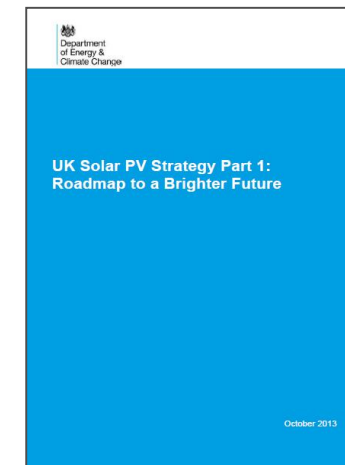 Department
of Energy &
Climate Change
UK Solar PV Strategy Part 1:
Roadmap to a Brighter Future
October 2013